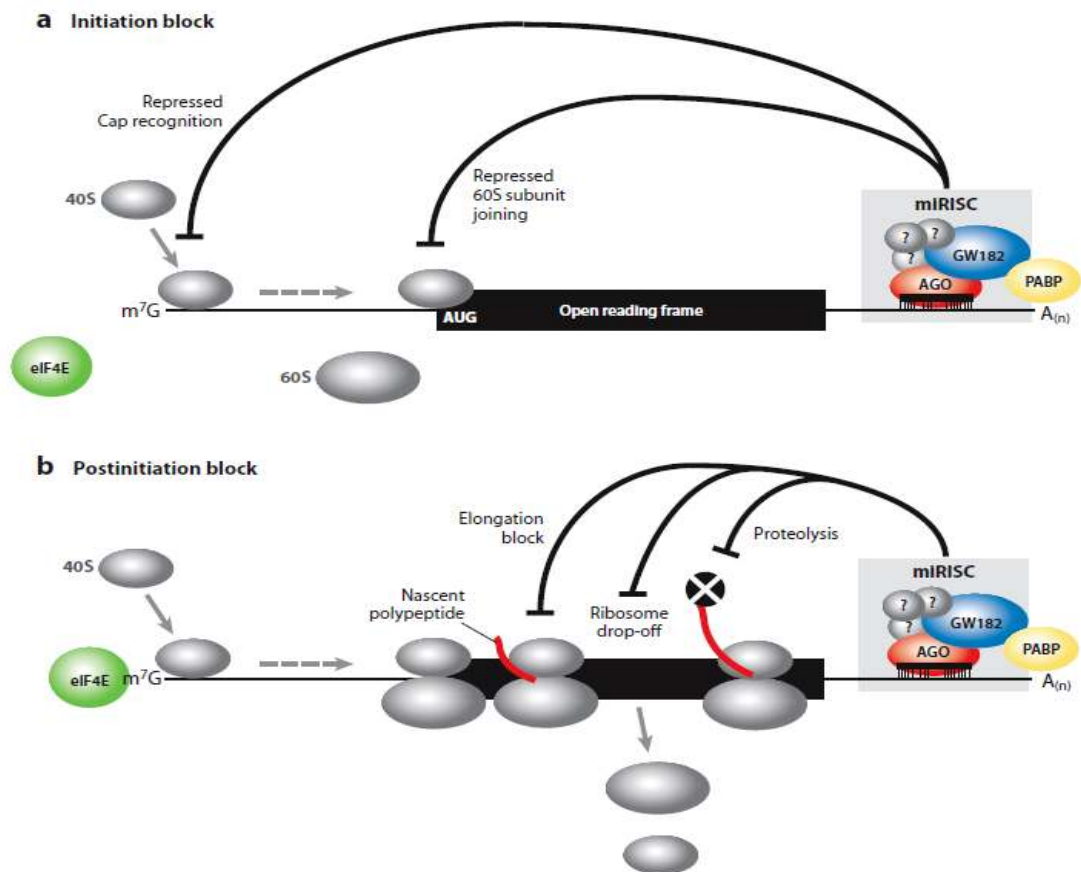 a Initiation block
Repressed
Cap recognition
40S
Repressed
60S subunit
joining
mIRISC
?
?
?
GW182
AGO
PABP
m⁷G
AUG
Open reading frame
A(n)
eIF4E
60S
b Postinitiation block
Elongation
block
Proteolysis
40S
Nascent
polypeptide
Ribosome
drop-off
mIRISC
?
?
?
GW182
AGO
PABP
eIF4E
m⁷G
A(n)